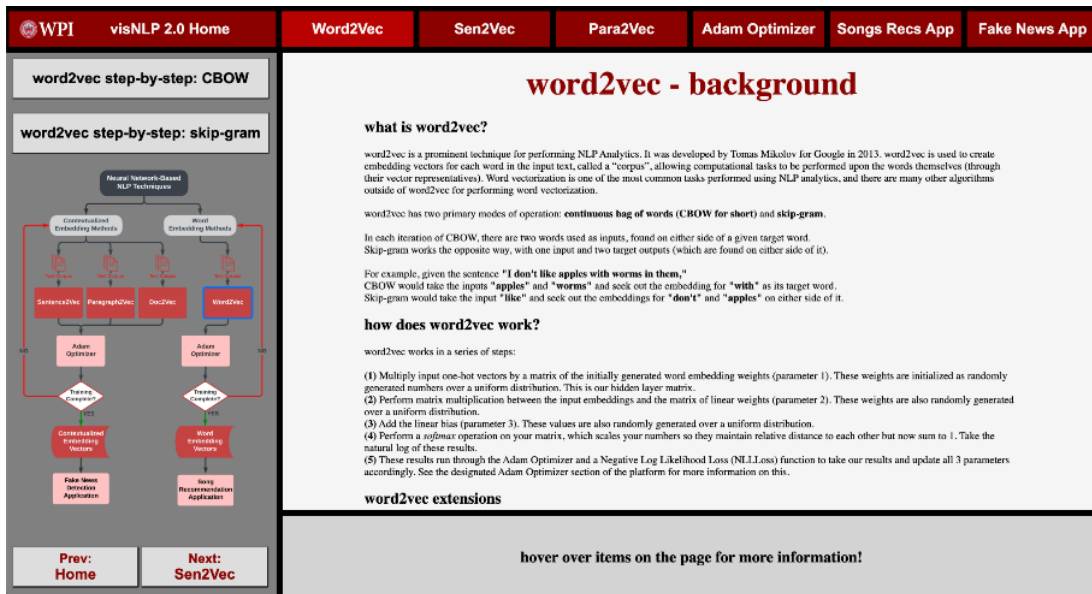 WPI
visNLP 2.0 Home
Word2Vec
Sen2Vec
Para2Vec
Adam Optimizer
Songs Recs App
Fake News App
word2vec step-by-step: CBOW
word2vec step-by-step: skip-gram
Neural Network-Based
NLP Techniques
Contextualized
Embedding Methods
Word
Embedding Methods
Sentence2Vec
Paragraph2Vec
Doc2Vec
Word2Vec
Adam
Optimizer
Adam
Optimizer
NO
NO
Training
Complete?
Training
Complete?
YES
YES
Contextualized
Embedding
Vectors
Word
Embedding
Vectors
Fake News
Detection
Application
Song
Recommendation
Application
Prev:
Home
Next:
Sen2Vec
word2vec - background
what is word2vec?
word2vec is a prominent technique for performing NLP Analytics. It was developed by Tomas Mikolov for Google in 2013. word2vec is used to create
embedding vectors for each word in the input text, called a “corpus”, allowing computational tasks to be performed upon the words themselves (through
their vector representatives). Word vectorization is one of the most common tasks performed using NLP analytics, and there are many other algorithms
outside of word2vec for performing word vectorization.
word2vec has two primary modes of operation: continuous bag of words (CBOW for short) and skip-gram.
In each iteration of CBOW, there are two words used as inputs, found on either side of a given target word.
Skip-gram works the opposite way, with one input and two target outputs (which are found on either side of it).
For example, given the sentence "I don't like apples with worms in them,"
CBOW would take the inputs "apples" and "worms" and seek out the embedding for "with" as its target word.
Skip-gram would take the input "like" and seek out the embeddings for "don't" and "apples" on either side of it.
how does word2vec work?
word2vec works in a series of steps:
(1) Multiply input one-hot vectors by a matrix of the initially generated word embedding weights (parameter 1). These weights are initialized as randomly
generated numbers over a uniform distribution. This is our hidden layer matrix.
(2) Perform matrix multiplication between the input embeddings and the matrix of linear weights (parameter 2). These weights are also randomly generated
over a uniform distribution.
(3) Add the linear bias (parameter 3). These values are also randomly generated over a uniform distribution.
(4) Perform a softmax operation on your matrix, which scales your numbers so they maintain relative distance to each other but now sum to 1. Take the
natural log of these results.
(5) These results run through the Adam Optimizer and a Negative Log Likelihood Loss (NLLLoss) function to take our results and update all 3 parameters
accordingly. See the designated Adam Optimizer section of the platform for more information on this.
word2vec extensions
hover over items on the page for more information!